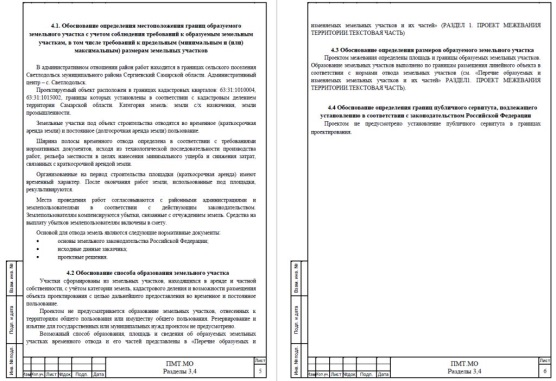 4.1. Обоснование определения местоположения границ образуемого
земельного участка с учетом соблюдения требований к образуемым земельным
участкам, в том числе требований к предельным (минимальным и (или)
максимальным) размерам земельных участков
В административном отношении район работ находится в границах сельского поселения
Светлодольск муниципального района Сергиевский Самарской области. Административный
центр – с. Светлодольск.
Проектируемый объект расположен в границах кадастровых кварталов: 63:31:1010004,
63:31:1015002, границы которых установлены в соответствии с кадастровым делением
территории Самарской области. Категория земель: земли с/х назначения, земли
промышленности.
Земельные участки под объект строительства отводится во временное (краткосрочная
аренда земли) и постоянное (долгосрочная аренда земли) пользование.
Ширина полосы временного отвода определена в соответствии с требованиями
нормативных документов, исходя из технологической последовательности производства
работ, рельефа местности в целях нанесения минимального ущерба и снижения затрат,
связанных с краткосрочной арендой земли.
Организованные на период строительства площадки (краткосрочная аренда) имеют
временный характер. После окончания работ земли, использованные под площадки,
рекультивируются.
Места проведения работ согласовываются с районными администрациями и
землепользователями в соответствии с действующим законодательством.
Землепользователям компенсируются убытки, связанные с отчуждением земель. Средства на
выплату убытков землепользователям включены в смету.
Основой для отвода земель являются следующие нормативные документы:
• основы земельного законодательства Российской Федерации;
• исходные данные заказчика;
• проектные решения.
4.2 Обоснование способа образования земельного участка
Участки сформированы из земельных участков, находящихся в аренде и частной
собственности, с учётом категории земель, кадастрового деления и возможности размещения
объекта проектирования с целью дальнейшего предоставления во временное и постоянное
пользование.
Проектом не предусматривается образование земельных участков, отнесенных к
территориям общего пользования или имуществу общего пользования. Резервирование и
изъятие для государственных или муниципальных нужд проектом не предусмотрено.
Возможный способ образования, площадь и сведения об образуемых земельных
участках временного отвода и его частей представлены в «Перечне образуемых и
Взам. инв. №
Подп. и дата
Инв. № подл.
Изм. Кол.уч. Лист №док. Подп. Дата
ПМТ.МО
Разделы 3,4
Лист
5
изменяемых земельных участков и их частей» (РАЗДЕЛ 1. ПРОЕКТ МЕЖЕВАНИЯ
ТЕРРИТОРИИ.ТЕКСТОВАЯ ЧАСТЬ)
4.3 Обоснование определения размеров образуемого земельного участка
Проектом межевания определены площадь и границы образуемых земельных участков.
Образование земельных участков выполнено по границам размещения линейного объекта в
соответствии с нормами отвода земельных участков (см. «Перечне образуемых и
изменяемых земельных участков и их частей» РАЗДЕЛ1. ПРОЕКТ МЕЖЕВАНИЯ
ТЕРРИТОРИИ.ТЕКСТОВАЯ ЧАСТЬ).
4.4 Обоснование определения границ публичного сервитута, подлежащего
установлению в соответствии с законодательством Российской Федерации
Проектом не предусмотрено установление публичного сервитута в границах
проектирования.
Взам. инв. №
Подп. и дата
Инв. № подл.
Изм. Кол.уч. Лист №док. Подп. Дата
ПМТ.МО
Разделы 3,4
Лист
6